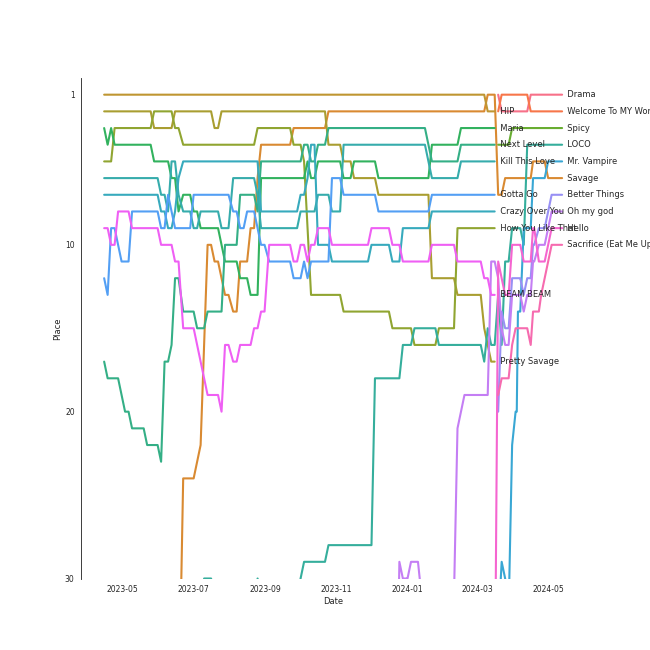 1
10
20
30
Place
2023-05
2023-07
2023-09
2023-11
2024-01
2024-03
2024-05
Date
Drama
HIP
Welcome To MY Wor
Maria
Spicy
Next Level
LOCO
Kill This Love
Mr. Vampire
Savage
Gotta Go
Better Things
Crazy Over You
Oh my god
How You Like That
Hello
Sacrifice (Eat Me Up
BEAM BEAM
Pretty Savage